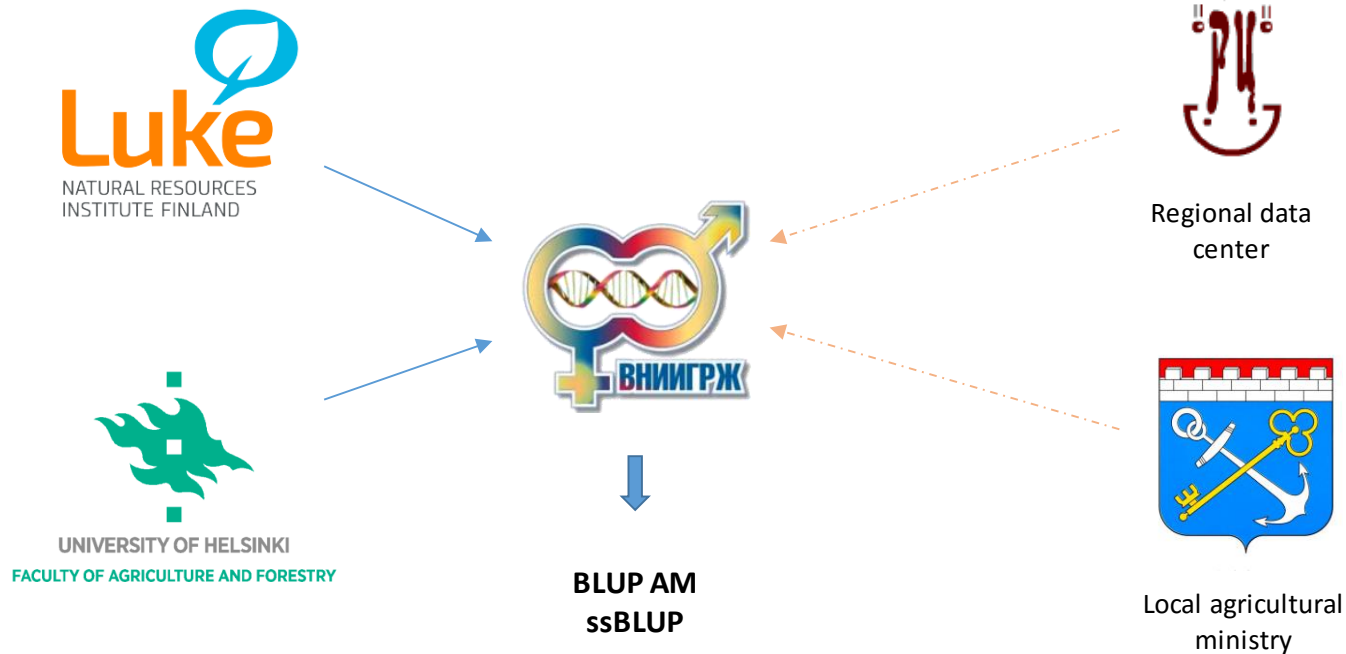 Luke
NATURAL RESOURCES
INSTITUTE FINLAND
Regional data
center
ВНИИГРЖ
UNIVERSITY OF HELSINKI
FACULTY OF AGRICULTURE AND FORESTRY
BLUP AM
ssBLUP
Local agricultural
ministry